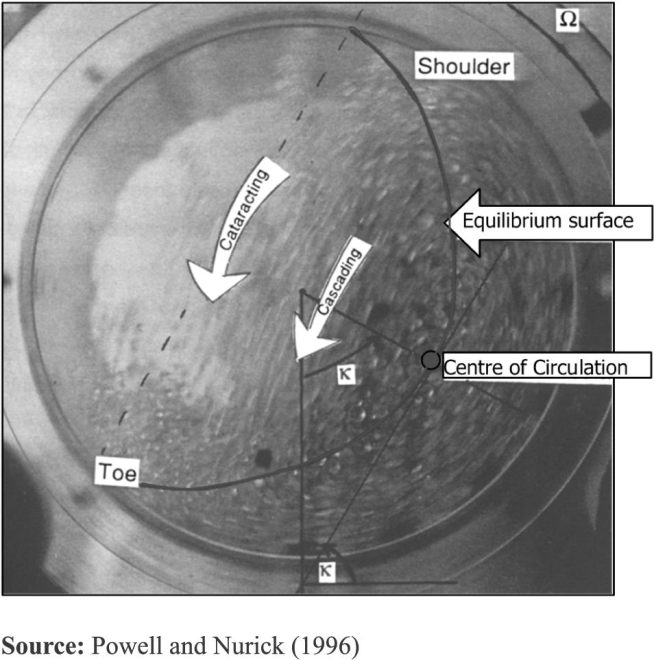 Ω
Shoulder
Cataracting
Equilibrium surface
Cascading
Centre of Circulation
κ
Toe
κ
Source: Powell and Nurick (1996)